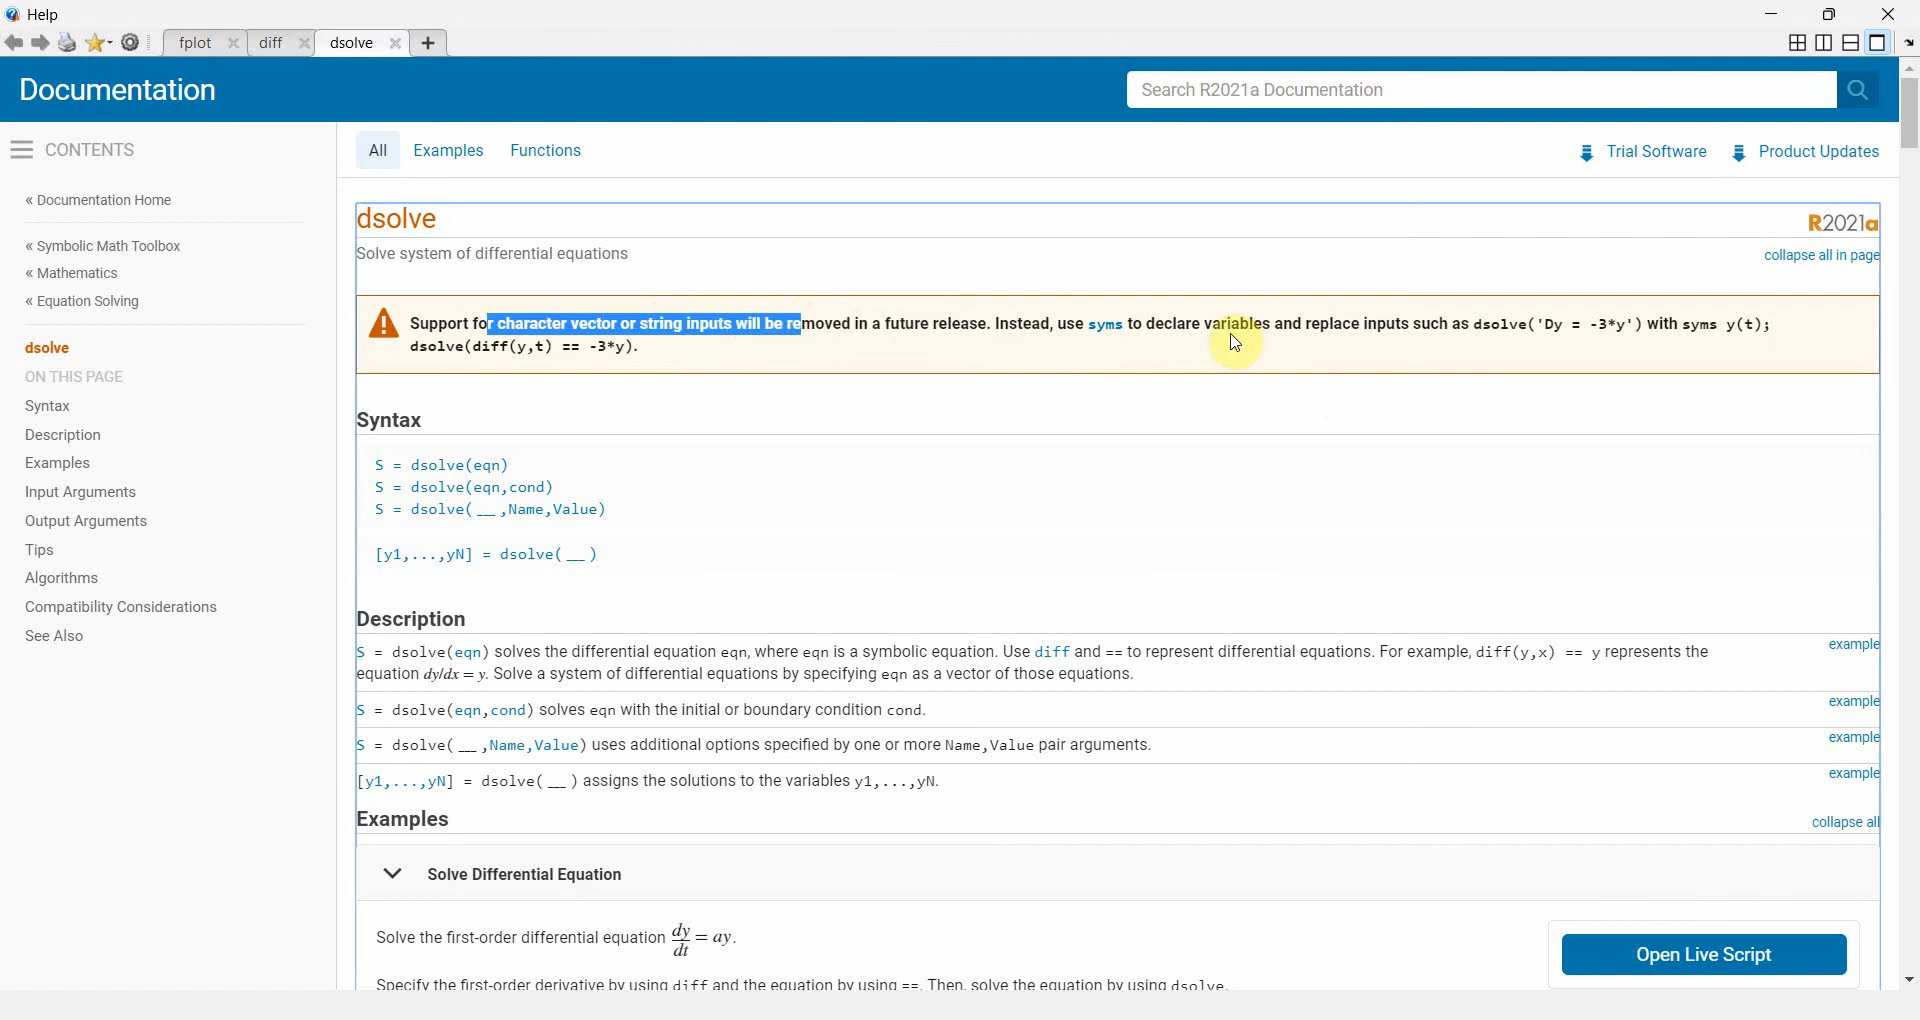 Help
fplot diff dsolve
Documentation
Search R2021a Documentation
CONTENTS
All Examples Functions
Trial Software Product Updates
« Documentation Home
« Symbolic Math Toolbox
« Mathematics
« Equation Solving
dsolve
ON THIS PAGE
Syntax
Description
Examples
Input Arguments
Output Arguments
Tips
Algorithms
Compatibility Considerations
See Also
dsolve
R2021a
Solve system of differential equations
collapse all in page
Support for character vector or string inputs will be removed in a future release. Instead, use syms to declare variables and replace inputs such as dsolve('Dy = -3*y') with syms y(t);
dsolve(diff(y,t) == -3*y).
Syntax
S = dsolve(eqn)
S = dsolve(eqn,cond)
S = dsolve( __ ,Name,Value)
[y1,...,yN] = dsolve( __ )
Description
S = dsolve(eqn) solves the differential equation eqn, where eqn is a symbolic equation. Use diff and == to represent differential equations. For example, diff(y,x) == y represents the
example
equation dy/dx = y. Solve a system of differential equations by specifying eqn as a vector of those equations.
S = dsolve(eqn,cond) solves eqn with the initial or boundary condition cond.
example
S = dsolve( __ ,Name,Value) uses additional options specified by one or more Name,Value pair arguments.
example
[y1,...,yN] = dsolve( __ ) assigns the solutions to the variables y1,...,yN.
example
Examples
collapse all
Solve Differential Equation
Solve the first-order differential equation dy/dt = ay.
Open Live Script
Specify the first-order derivative by using diff and the equation by using ==. Then, solve the equation by using dsolve.